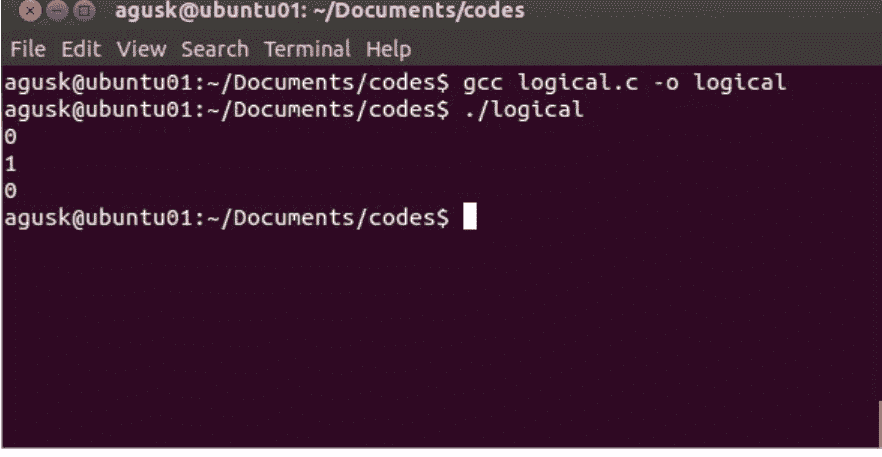 agusk@ubuntu01: ~/Documents/codes
File Edit View Search Terminal Help
agusk@ubuntu01:~/Documents/codes$ gcc logical.c -o logical
agusk@ubuntu01:~/Documents/codes$ ./logical
0
1
0
agusk@ubuntu01:~/Documents/codes$